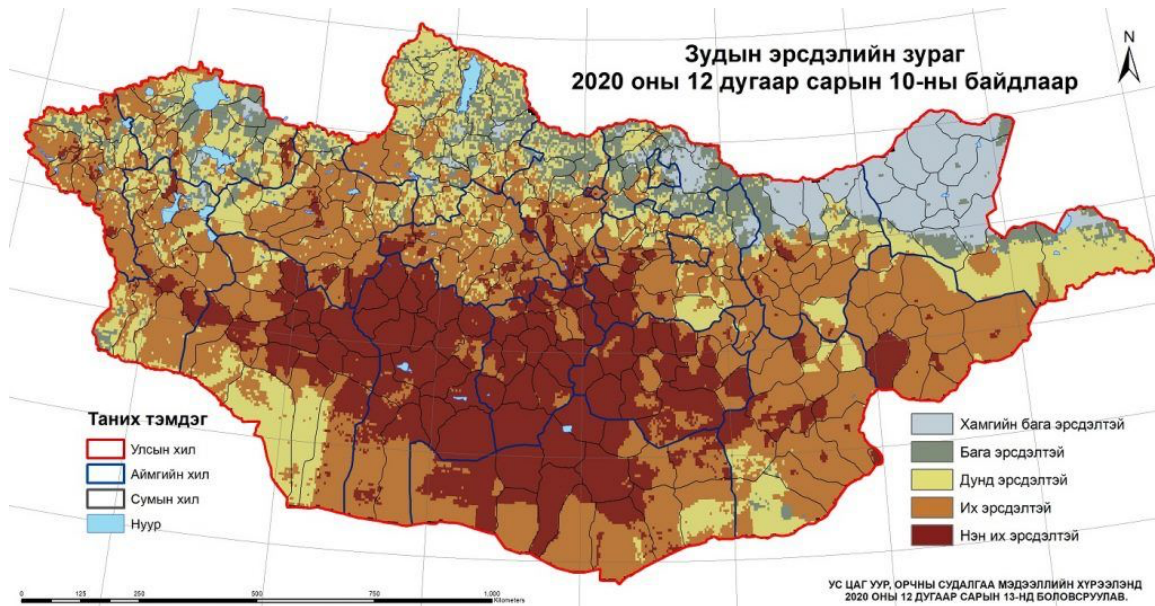 Зудын эрсдэлийн зураг
2020 оны 12 дугаар сарын 10-ны байдлаар
N
Таних тэмдэг
Улсын хил
Аймгийн хил
Сумын хил
Нуур
Хамгийн бага эрсдэлтэй
Бага эрсдэлтэй
Дунд эрсдэлтэй
Их эрсдэлтэй
Нэн их эрсдэлтэй
0 125 250 500 750 1,000
Kilometers
УС ЦАГ УУР, ОРЧНЫ СУДАЛГАА МЭДЭЭЛЛИЙН ХҮРЭЭЛЭНД
2020 ОНЫ 12 ДУГААР САРЫН 13-НД БОЛОВСРУУЛАВ.